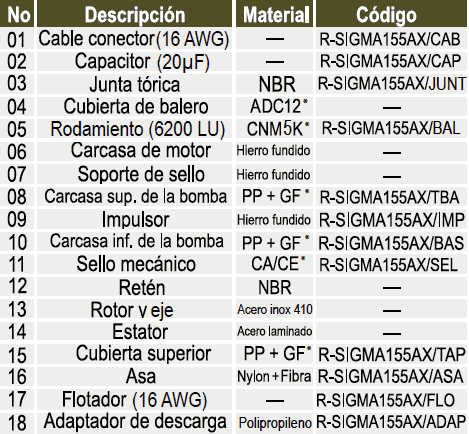 No Descripción Material Código
01 Cable conector (16 AWG) — R-SIGMA155AX/CAB
02 Capacitor (20µF) — R-SIGMA155AX/CAP
03 Junta tórica NBR R-SIGMA155AX/JUNT
04 Cubierta de balero ADC12* —
05 Rodamiento (6200 LU) CNM5K* R-SIGMA155AX/BAL
06 Carcasa de motor Hierro fundido —
07 Soporte de sello Hierro fundido —
08 Carcasa sup. de la bomba PP + GF* R-SIGMA155AX/TBA
09 Impulsor Hierro fundido R-SIGMA155AX/IMP
10 Carcasa inf. de la bomba PP + GF* R-SIGMA155AX/BAS
11 Sello mecánico CA/CE* R-SIGMA155AX/SEL
12 Retén NBR —
13 Rotor y eje Acero inox 410 —
14 Estator Acero laminado —
15 Cubierta superior PP + GF* R-SIGMA155AX/TAP
16 Asa Nylon + Fibra R-SIGMA155AX/ASA
17 Flotador (16 AWG) — R-SIGMA155AX/FLO
18 Adaptador de descarga Polipropileno R-SIGMA155AX/ADAP